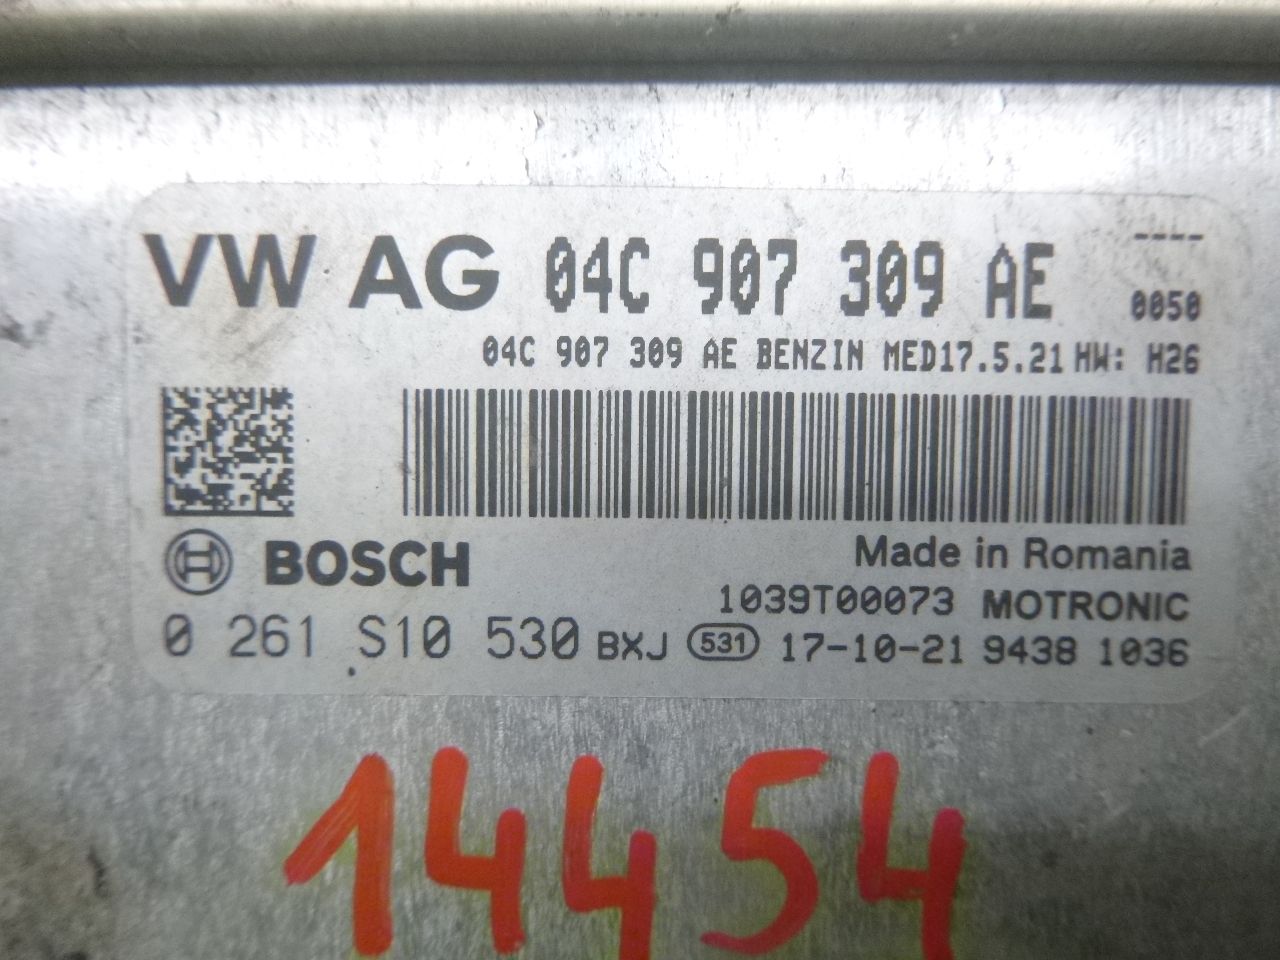 VW AG 04C 907 309 AE ----
0050
04C 907 309 AE BENZIN MED17.5.21 HW: H26
BOSCH Made in Romania
1039T00073 MOTRONIC
0 261 S10 530 BXJ 531 17-10-21 9438 1036
14454